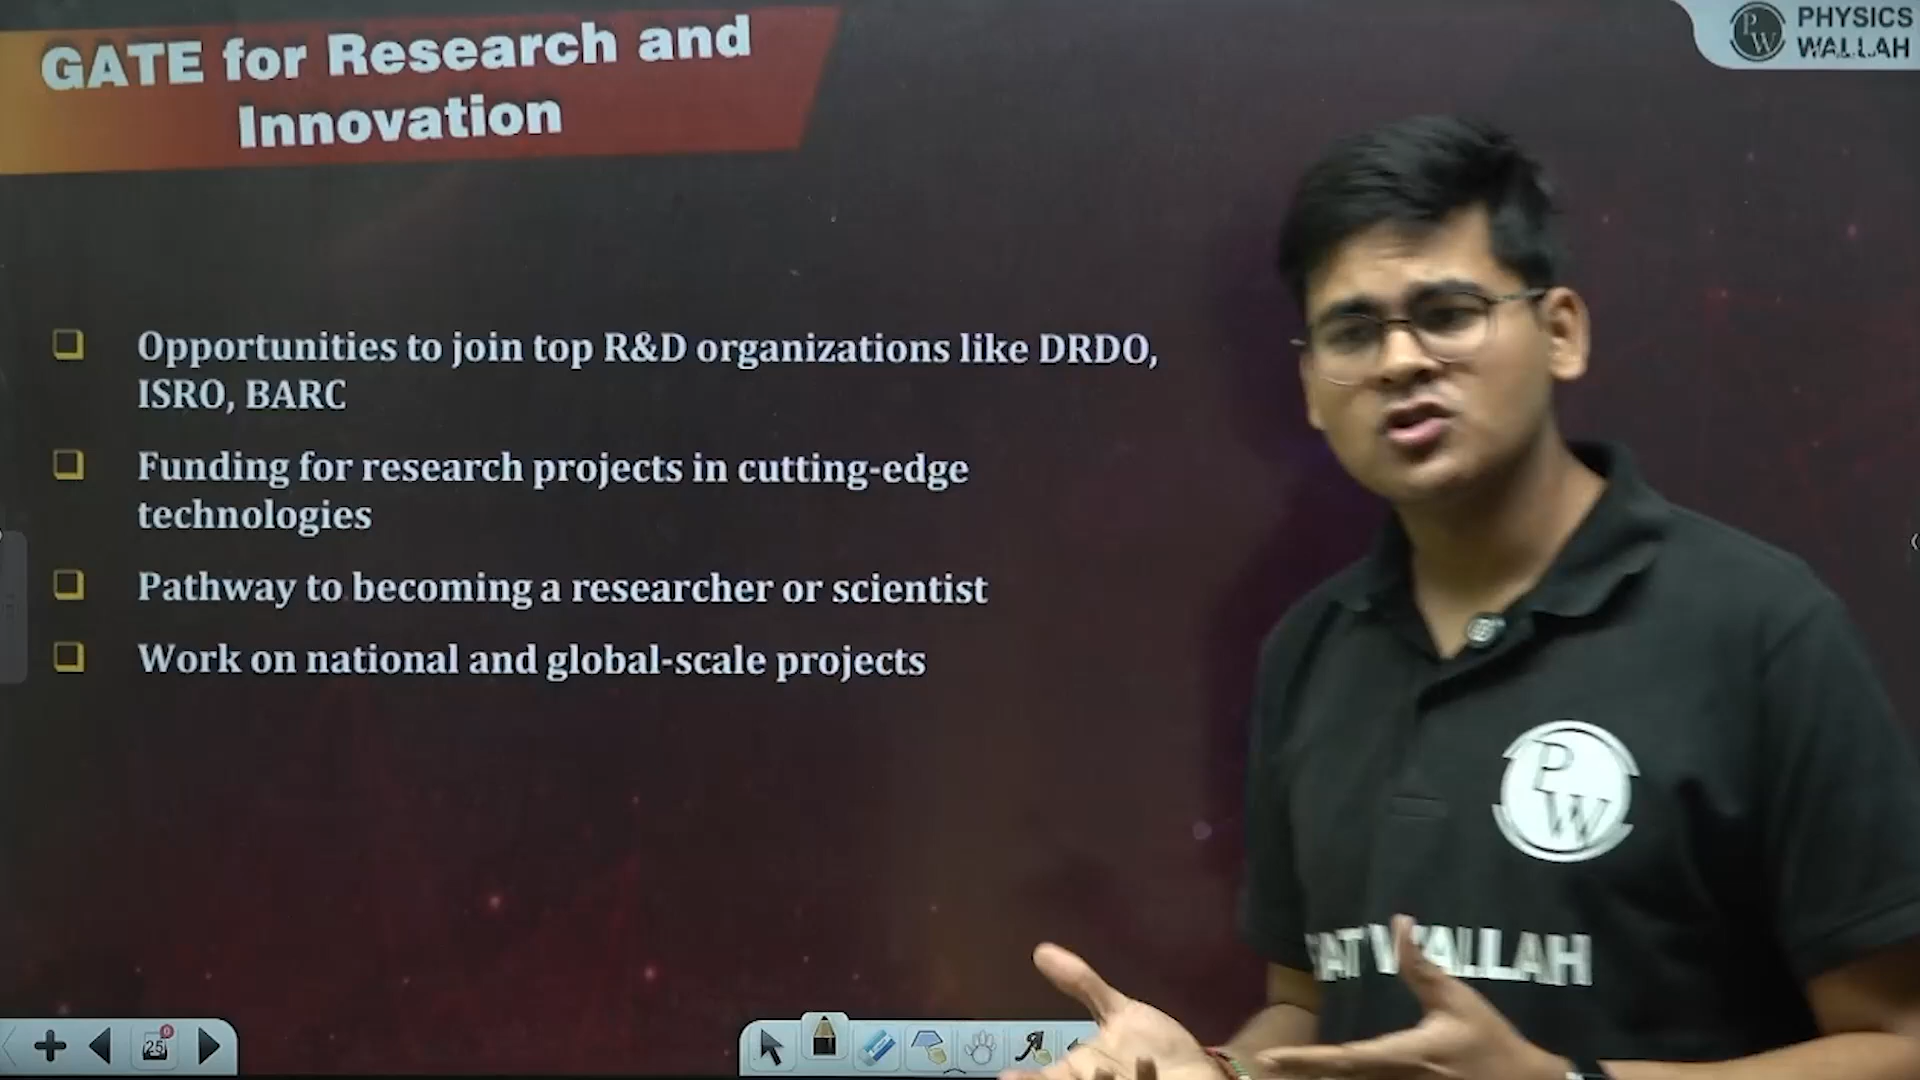 GATE for Research and
Innovation
PHYSICS
WALLAH
Opportunities to join top R&D organizations like DRDO,
ISRO, BARC
Funding for research projects in cutting-edge
technologies
Pathway to becoming a researcher or scientist
Work on national and global-scale projects
PW
WALLAH
25
0